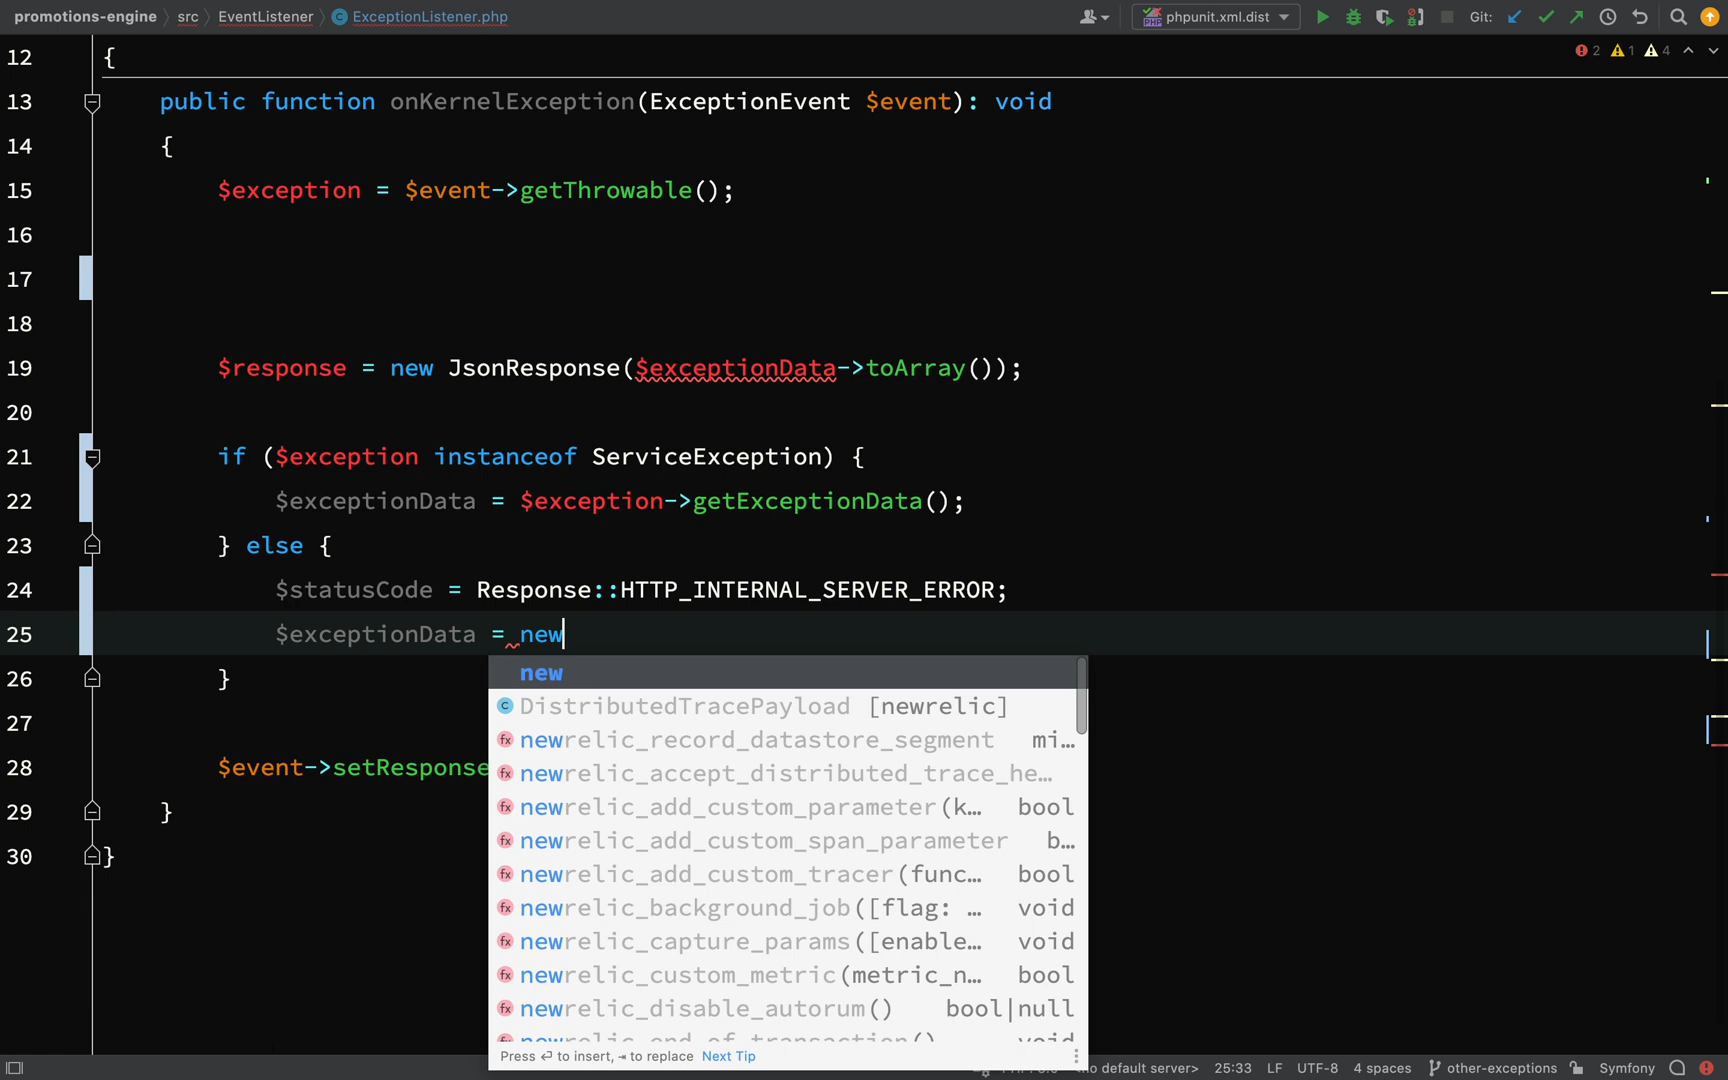 promotions-engine src EventListener ExceptionListener.php phpunit.xml.dist Git:
2 1 4
12 {
13 public function onKernelException(ExceptionEvent $event): void
14 {
15 $exception = $event->getThrowable();
16
17
18
19 $response = new JsonResponse($exceptionData->toArray());
20
21 if ($exception instanceof ServiceException) {
22 $exceptionData = $exception->getExceptionData();
23 } else {
24 $statusCode = Response::HTTP_INTERNAL_SERVER_ERROR;
25 $exceptionData = new
26 }
27
28 $event->setResponse
29 }
30 }
new
DistributedTracePayload [newrelic]
newrelic_record_datastore_segment mi…
newrelic_accept_distributed_trace_he…
newrelic_add_custom_parameter(k… bool
newrelic_add_custom_span_parameter b…
newrelic_add_custom_tracer(func… bool
newrelic_background_job([flag: … void
newrelic_capture_params([enable… void
newrelic_custom_metric(metric_n… bool
newrelic_disable_autorum() bool|null
newrelic_end_of_transaction() void
Press ⏎ to insert, ⇥ to replace Next Tip
default server> 25:33 LF UTF-8 4 spaces other-exceptions Symfony